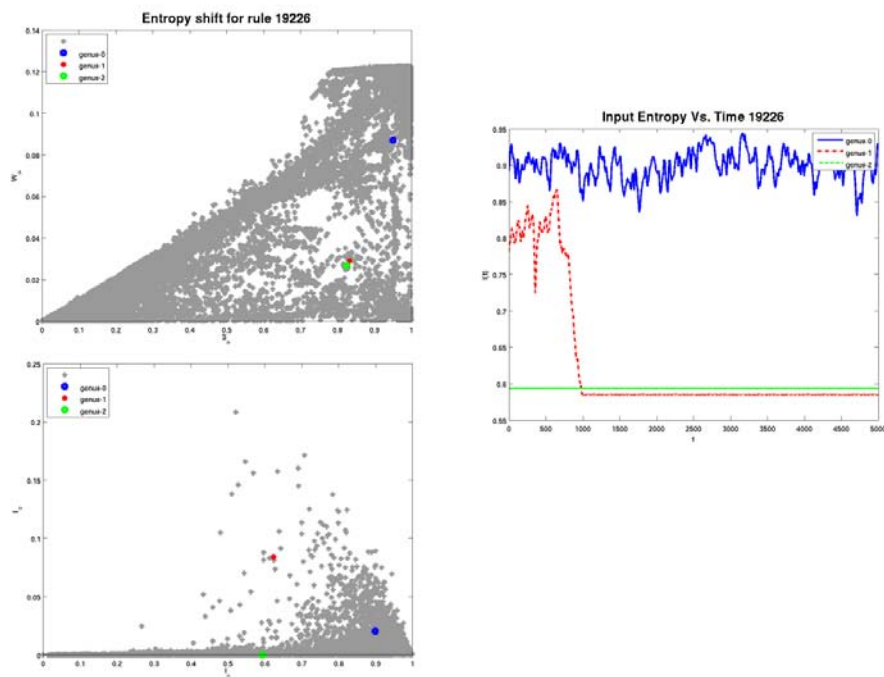 Entropy shift for rule 19226
0.14
0.12
0.1
0.08
0.06
0.04
0.02
0
genus-0
genus-1
genus-2
0 0.1 0.2 0.3 0.4 0.5 0.6 0.7 0.8 0.9 1
0.25
0.2
0.15
0.1
0.05
0
genus-0
genus-1
genus-2
0 0.1 0.2 0.3 0.4 0.5 0.6 0.7 0.8 0.9 1
Input Entropy Vs. Time 19226
0.95
0.9
0.85
0.8
0.75
0.7
0.65
0.6
0.55
I(t)
genus-0
genus-1
genus-2
0 500 1000 1500 2000 2500 3000 3500 4000 4500 5000
t